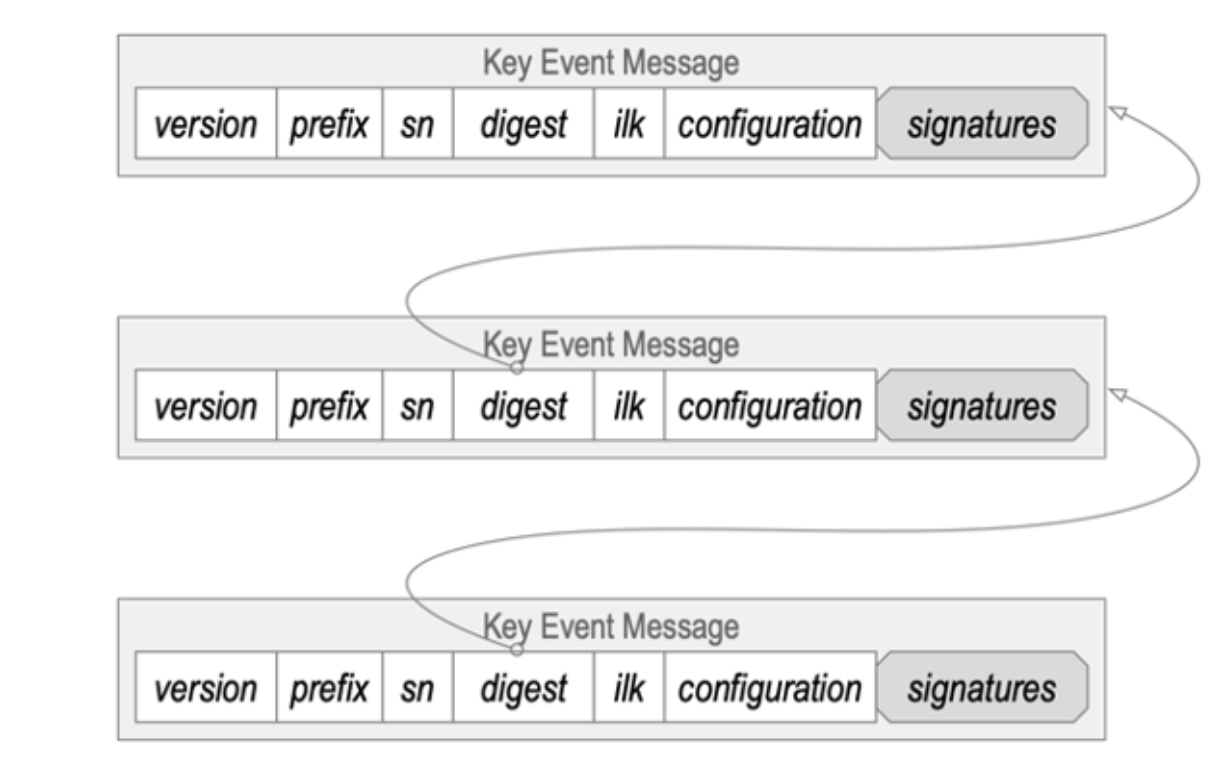 Key Event Message
version prefix sn digest ilk configuration signatures
Key Event Message
version prefix sn digest ilk configuration signatures
Key Event Message
version prefix sn digest ilk configuration signatures